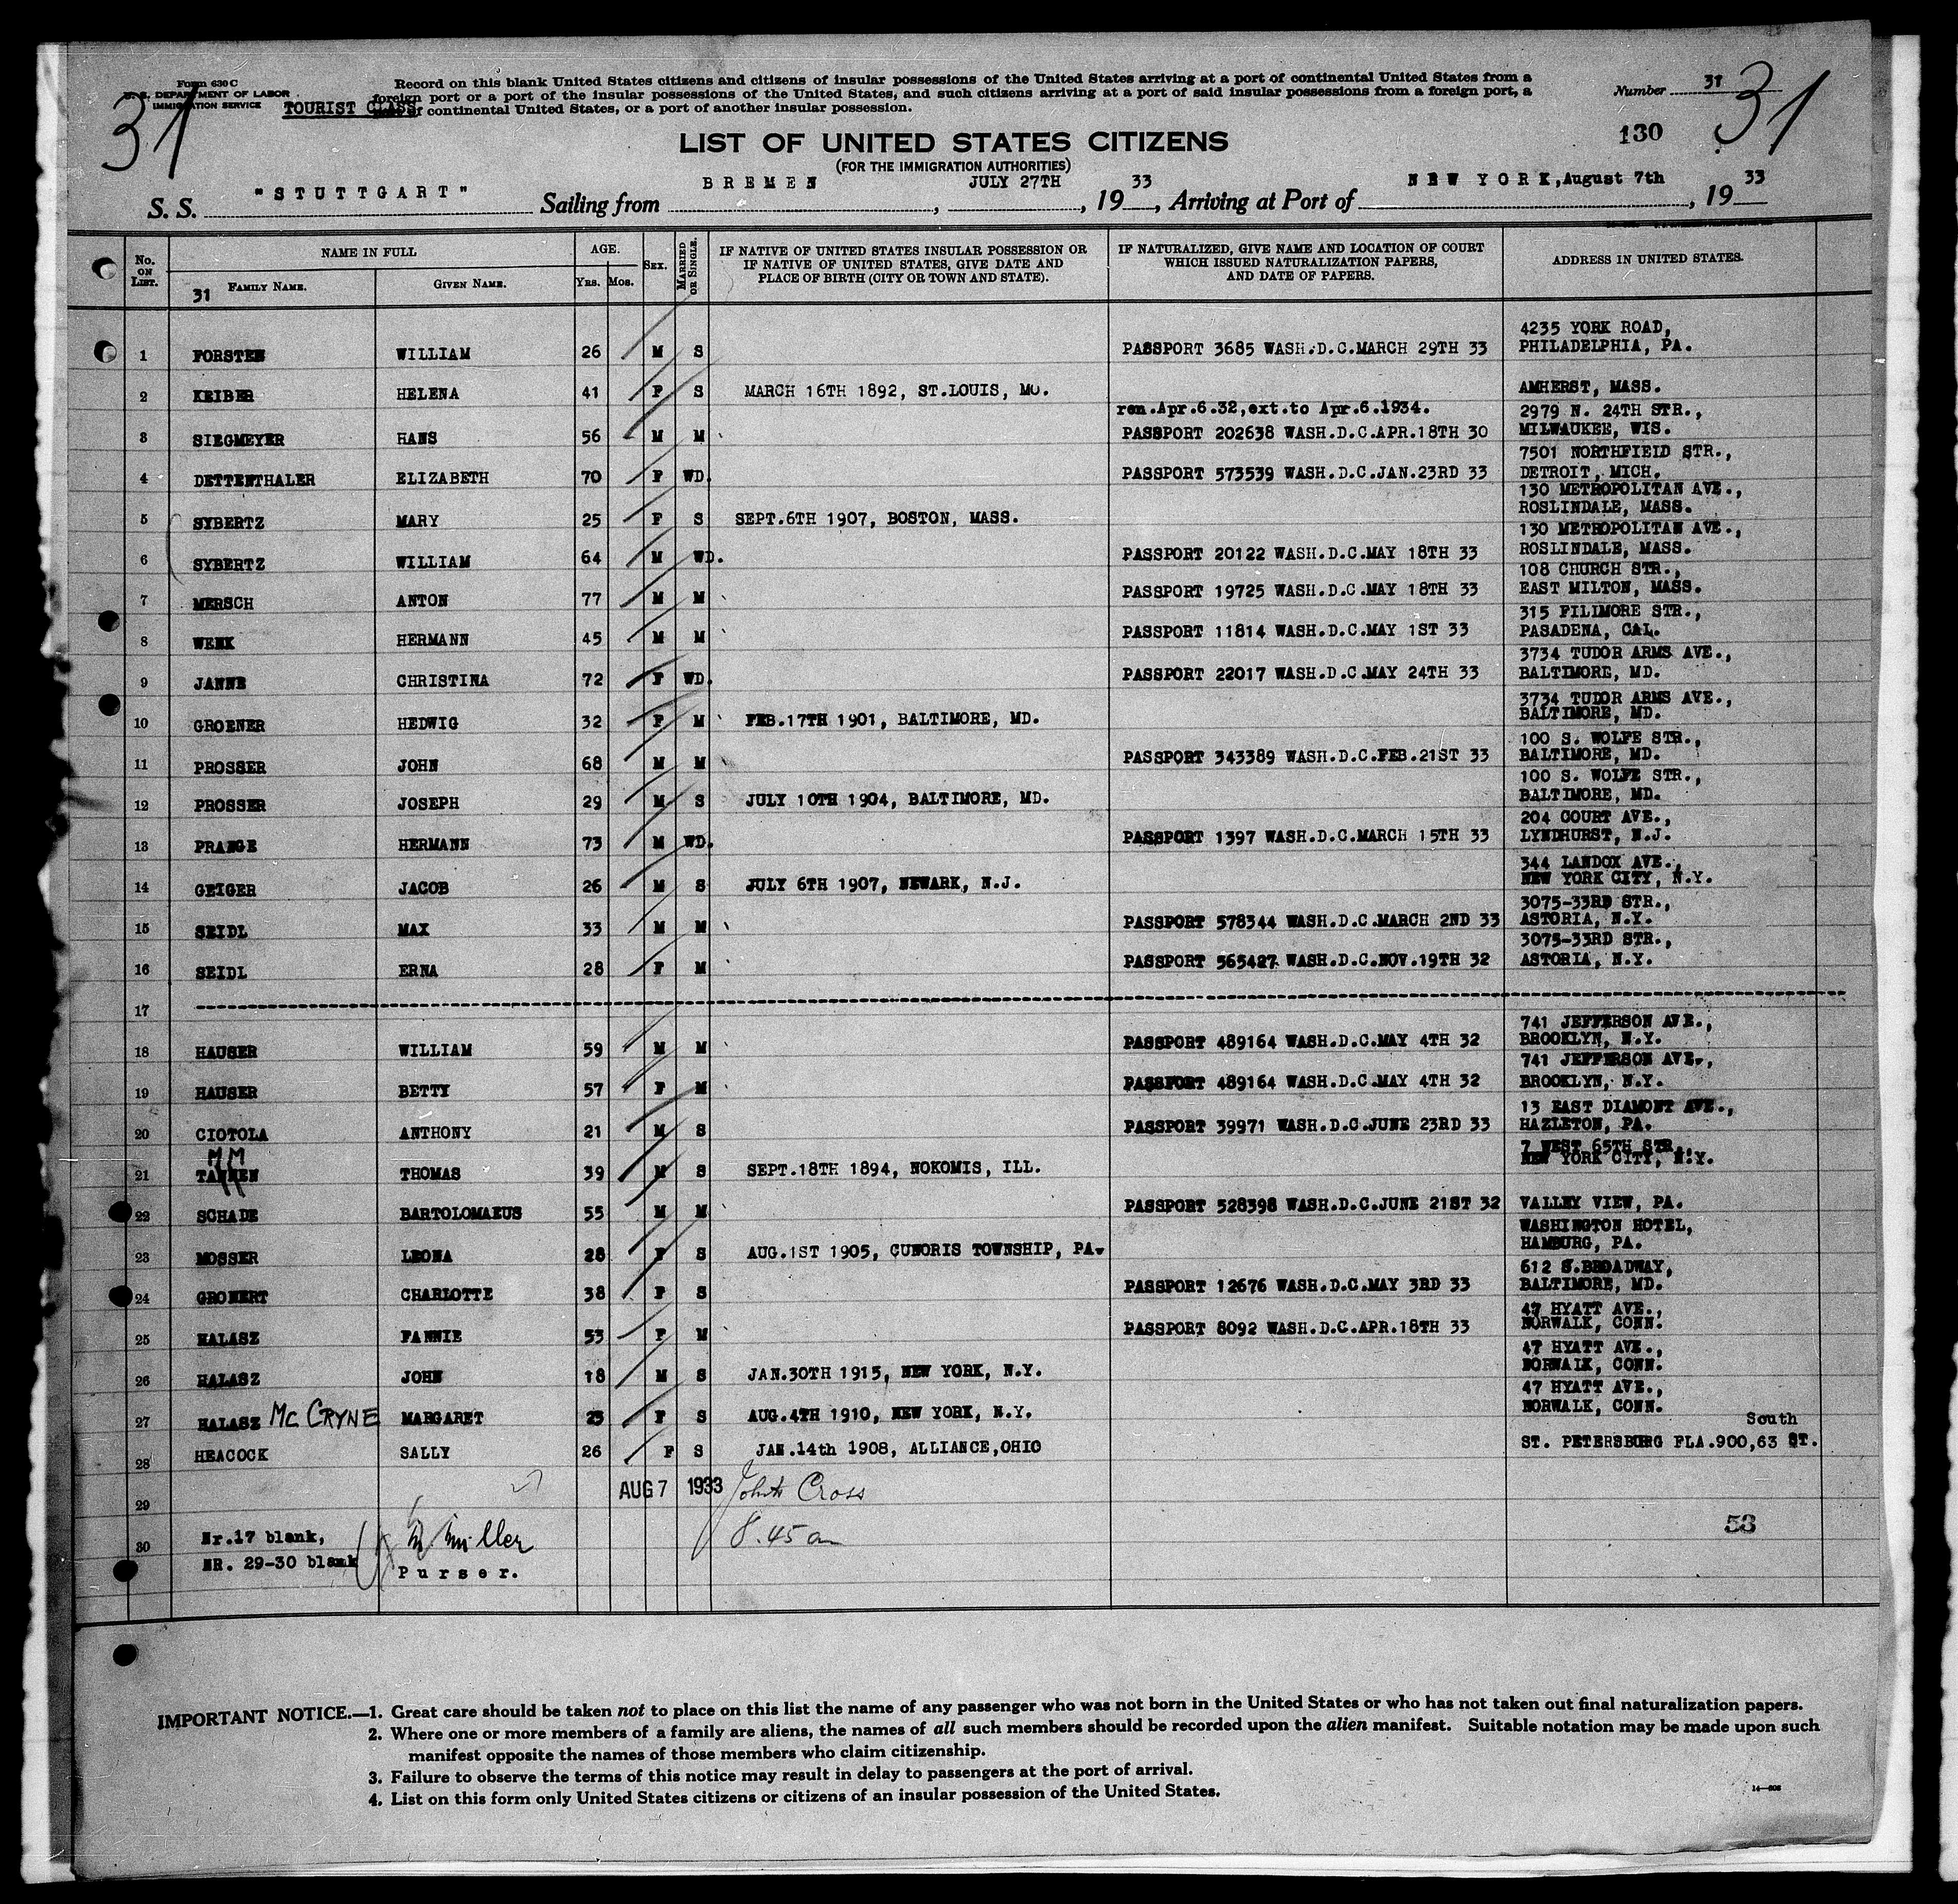 Form 630 C
U. S. DEPARTMENT OF LABOR
IMMIGRATION SERVICE
TOURIST CLASS
31
Record on this blank United States citizens and citizens of insular possessions of the United States arriving at a port of continental United States from a
foreign port or a port of the insular possessions of the United States, and such citizens arriving at a port of said insular possessions from a foreign port, a
of continental United States, or a port of another insular possession.
Number 31
130
31
LIST OF UNITED STATES CITIZENS
(FOR THE IMMIGRATION AUTHORITIES)
S. S. "STUTTGART" Sailing from BREMEN, JULY 27TH, 1933, Arriving at Port of NEW YORK, August 7th, 1933
No. ON LIST. NAME IN FULL AGE. SEX. MARRIED OR SINGLE. IF NATIVE OF UNITED STATES INSULAR POSSESSION OR IF NATIVE OF UNITED STATES, GIVE DATE AND PLACE OF BIRTH (CITY OR TOWN AND STATE). IF NATURALIZED, GIVE NAME AND LOCATION OF COURT WHICH ISSUED NATURALIZATION PAPERS, AND DATE OF PAPERS. ADDRESS IN UNITED STATES.
31 FAMILY NAME. GIVEN NAME. YRS. MOS.
1 FORSTEN WILLIAM 26 M S PASSPORT 3685 WASH.D.C.MARCH 29TH 33 4235 YORK ROAD, PHILADELPHIA, PA.
2 KEIBER HELENA 41 F S MARCH 16TH 1892, ST.LOUIS, MO. AMHERST, MASS.
ren.Apr.6.32,ext.to Apr.6.1934.
3 SIEGMEYER HANS 56 M M PASSPORT 202638 WASH.D.C.APR.18TH 30 2979 N. 24TH STR., MILWAUKEE, WIS.
4 DETTENTHALER ELIZABETH 70 F WD. PASSPORT 573539 WASH.D.C.JAN.23RD 33 7501 NORTHFIELD STR., DETROIT, MICH.
5 SYBERTZ MARY 25 F S SEPT.6TH 1907, BOSTON, MASS. 130 METROPOLITAN AVE., ROSLINDALE, MASS.
6 SYBERTZ WILLIAM 64 M WD. PASSPORT 20122 WASH.D.C.MAY 18TH 33 130 METROPOLITAN AVE., ROSLINDALE, MASS.
7 MERSCH ANTON 77 M M PASSPORT 19725 WASH.D.C.MAY 18TH 33 108 CHURCH STR., EAST MILTON, MASS.
8 WENK HERMANN 45 M M PASSPORT 11814 WASH.D.C.MAY 1ST 33 315 FILIMORE STR., PASADENA, CAL.
9 JANNE CHRISTINA 72 F WD. PASSPORT 22017 WASH.D.C.MAY 24TH 33 3734 TUDOR ARMS AVE., BALTIMORE, MD.
10 GROENER HEDWIG 32 F M FEB.17TH 1901, BALTIMORE, MD. 3734 TUDOR ARMS AVE., BALTIMORE, MD.
11 PROSSER JOHN 68 M M PASSPORT 343389 WASH.D.C.FEB.21ST 33 100 S. WOLFE STR., BALTIMORE, MD.
12 PROSSER JOSEPH 29 M S JULY 10TH 1904, BALTIMORE, MD. 100 S. WOLFE STR., BALTIMORE, MD.
13 PRANGE HERMANN 73 M WD. PASSPORT 1397 WASH.D.C.MARCH 15TH 33 204 COURT AVE., LYNDHURST, N.J.
14 GEIGER JACOB 26 M S JULY 6TH 1907, NEWARK, N.J. 344 LANDOX AVE., NEW YORK CITY, N.Y.
15 SEIDL MAX 33 M M PASSPORT 578344 WASH.D.C.MARCH 2ND 33 3075-33RD STR., ASTORIA, N.Y.
16 SEIDL ERNA 28 F M PASSPORT 565427 WASH.D.C.NOV.19TH 32 3075-33RD STR., ASTORIA, N.Y.
17
18 HAUSER WILLIAM 59 M M PASSPORT 489164 WASH.D.C.MAY 4TH 32 741 JEFFERSON AVE., BROOKLYN, N.Y.
19 HAUSER BETTY 57 F M PASSPORT 489164 WASH.D.C.MAY 4TH 32 741 JEFFERSON AVE., BROOKLYN, N.Y.
20 CIOTOLA ANTHONY 21 M S PASSPORT 39971 WASH.D.C.JUNE 23RD 33 13 EAST DIAMONT AVE., HAZLETON, PA.
MM
21 TANNEN THOMAS 39 M S SEPT.18TH 1894, NOKOMIS, ILL. 7 WEST 65TH STR., NEW YORK CITY, N.Y.
22 SCHADE BARTOLOMAEUS 55 M M PASSPORT 528398 WASH.D.C.JUNE 21ST 32 VALLEY VIEW, PA.
23 MOSSER LEONA 28 F S AUG.1ST 1905, CUNORIS TOWNSHIP, PA. WASHINGTON HOTEL, HAMBURG, PA.
24 GRONERT CHARLOTTE 38 F S PASSPORT 12676 WASH.D.C.MAY 3RD 33 612 S.BROADWAY, BALTIMORE, MD.
25 HALASZ FANNIE 53 F M PASSPORT 8092 WASH.D.C.APR.18TH 33 47 HYATT AVE., NORWALK, CONN.
26 HALASZ JOHN 18 M S JAN.30TH 1915, NEW YORK, N.Y. 47 HYATT AVE., NORWALK, CONN.
27 HALASZ Mc CRYNE MARGARET 23 F S AUG.4TH 1910, NEW YORK, N.Y. 47 HYATT AVE., NORWALK, CONN.
28 HEACOCK SALLY 26 F S JAN.14th 1908, ALLIANCE,OHIO ST. PETERSBURG FLA.900,63 South ST.
29 AUG 7 1933 Cross
30 Nr.17 blank, Miller 8.45 am 53
NR. 29-30 blank Purser.
IMPORTANT NOTICE.—1. Great care should be taken not to place on this list the name of any passenger who was not born in the United States or who has not taken out final naturalization papers.
2. Where one or more members of a family are aliens, the names of all such members should be recorded upon the alien manifest. Suitable notation may be made upon such
manifest opposite the names of those members who claim citizenship.
3. Failure to observe the terms of this notice may result in delay to passengers at the port of arrival.
4. List on this form only United States citizens or citizens of an insular possession of the United States.